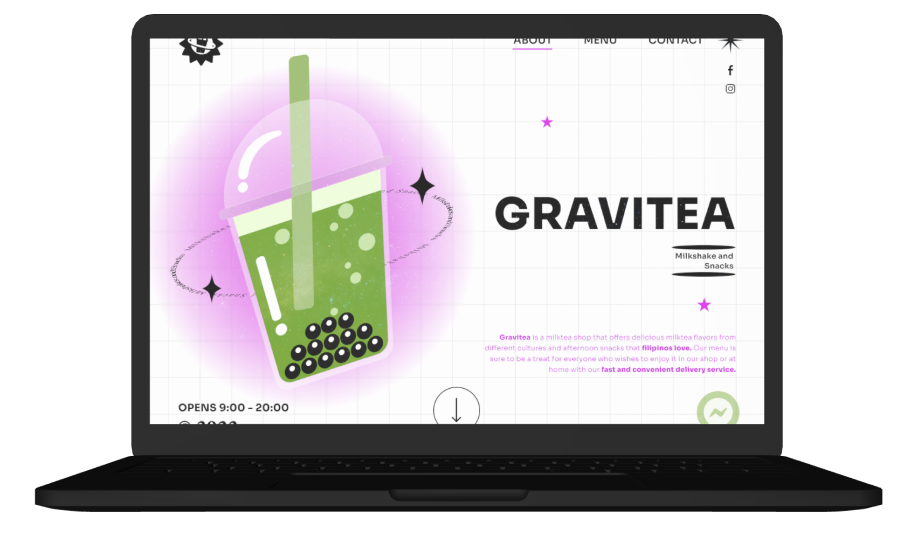 ABOUT MENU CONTACT
GRAVITEA
Milkshake and
Snacks
Gravitea is a milktea shop that offers delicious milktea flavors from
different cultures and afternoon snacks that filipinos love. Our menu is
sure to be a treat for everyone who wishes to enjoy it in our shop or at
home with our fast and convenient delivery service.
OPENS 9:00 - 20:00